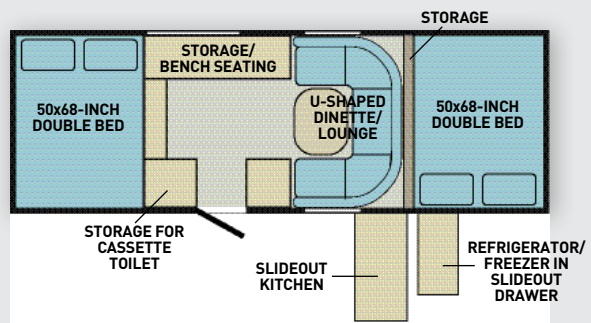 STORAGE
STORAGE/
BENCH SEATING
50x68-INCH
DOUBLE BED
U-SHAPED
DINETTE/
LOUNGE
50x68-INCH
DOUBLE BED
STORAGE FOR
CASSETTE
TOILET
SLIDEOUT
KITCHEN
REFRIGERATOR/
FREEZER IN
SLIDEOUT
DRAWER